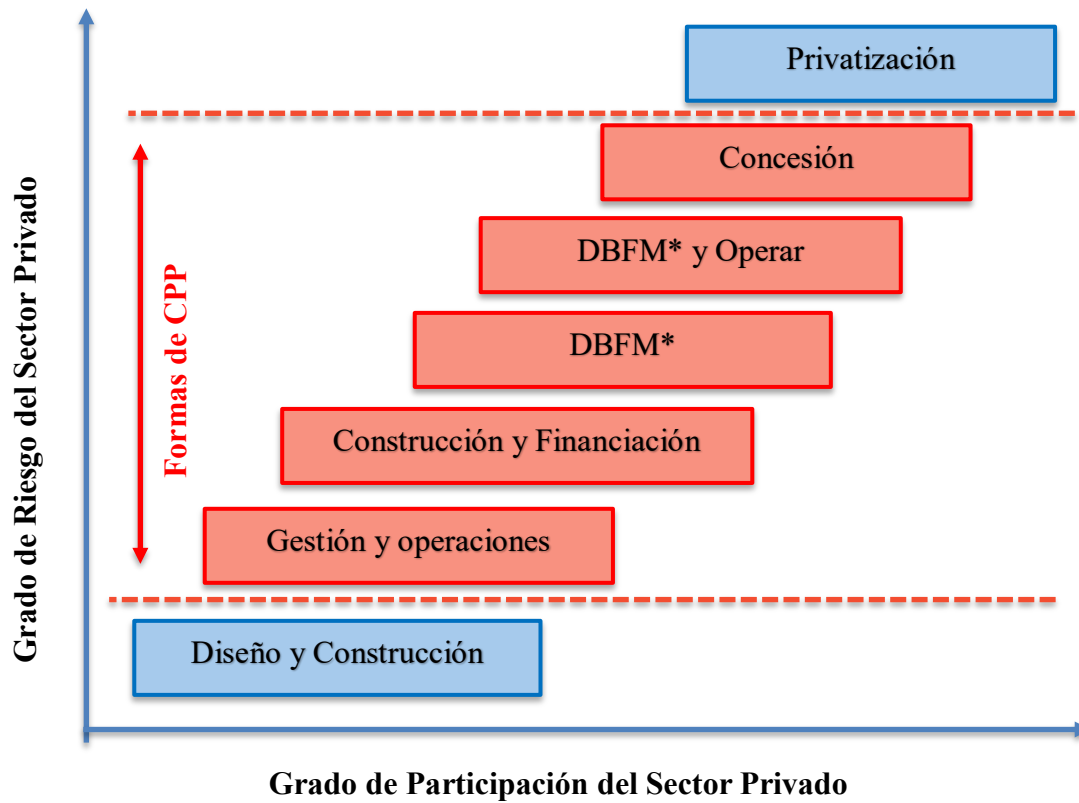 Privatización
Concesión
DBFM* y Operar
DBFM*
Construcción y Financiación
Gestión y operaciones
Diseño y Construcción
Formas de CPP
Grado de Riesgo del Sector Privado
Grado de Participación del Sector Privado